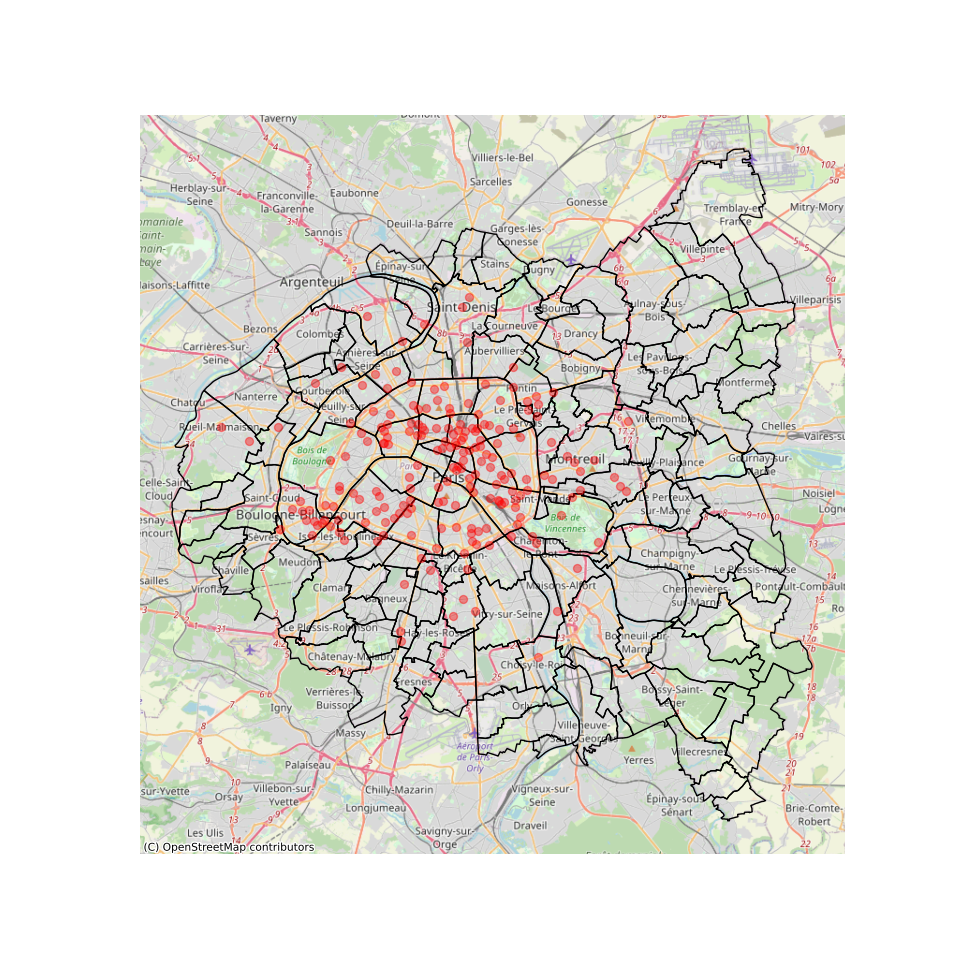 Taverny
Villiers-le-Bel
Sarcelles
Herblay-sur-
Seine
Franconville-
la-Garenne
Eaubonne
Gonesse
Tremblay-en-
France
Mitry-Mory
Sannois
Deuil-la-Barre
Garges-lès-
Gonesse
Villepinte
Épinay-sur-
Stains
Dugny
Argenteuil
Villeparisis
Saint-Denis
Le Bourget
Aulnay-sous-
Bois
Bezons
Colombes
La Courneuve
Drancy
Carrières-sur-
Seine
Asnières-sur-
Seine
Aubervilliers
Bobigny
Les Pavillons-
sous-Bois
Montfermeil
Chatou
Nanterre
Courbevoie
Pantin
Neuilly-sur-
Seine
Le Pré-Saint-
Gervais
Villemomble
Chelles
Rueil-Malmaison
Vaires-su
Bois de
Boulogne
Montreuil
Neuilly-Plaisance
Gournay-sur-
Marne
Paris
Celle-Saint-
Cloud
Saint-Cloud
Saint-Mandé
Le Perreux-
sur-Marne
Noisiel
Boulogne-Billancourt
Bois de
Vincennes
Sèvres
Issy-les-Moulineaux
Charenton-
le-Pont
Chaville
Meudon
Le Kremlin-
Bicêtre
Champigny-
sur-Marne
Le Plessis-Trévise
Viroflay
Clamart
Bagneux
Maisons-Alfort
Chennevières-
sur-Marne
Pontault-Combault
Vitry-sur-Seine
Le Plessis-Robinson
L'Haÿ-les-Roses
Bonneuil-sur-
Marne
Châtenay-Malabry
Choisy-le-Roi
Verrières-le-
Buisson
Fresnes
Boissy-Saint-
Léger
Igny
Orly
Massy
Villeneuve-
Saint-Georges
Aéroport
de Paris
Orly
Yerres
Villecresnes
Palaiseau
Villebon-sur-
Yvette
Orsay
Chilly-Mazarin
Longjumeau
Vigneux-sur-
Seine
Épinay-sous-
Sénart
Brie-Comte-
Robert
Les Ulis
Savigny-sur-
Orge
Draveil
(C) OpenStreetMap contributors